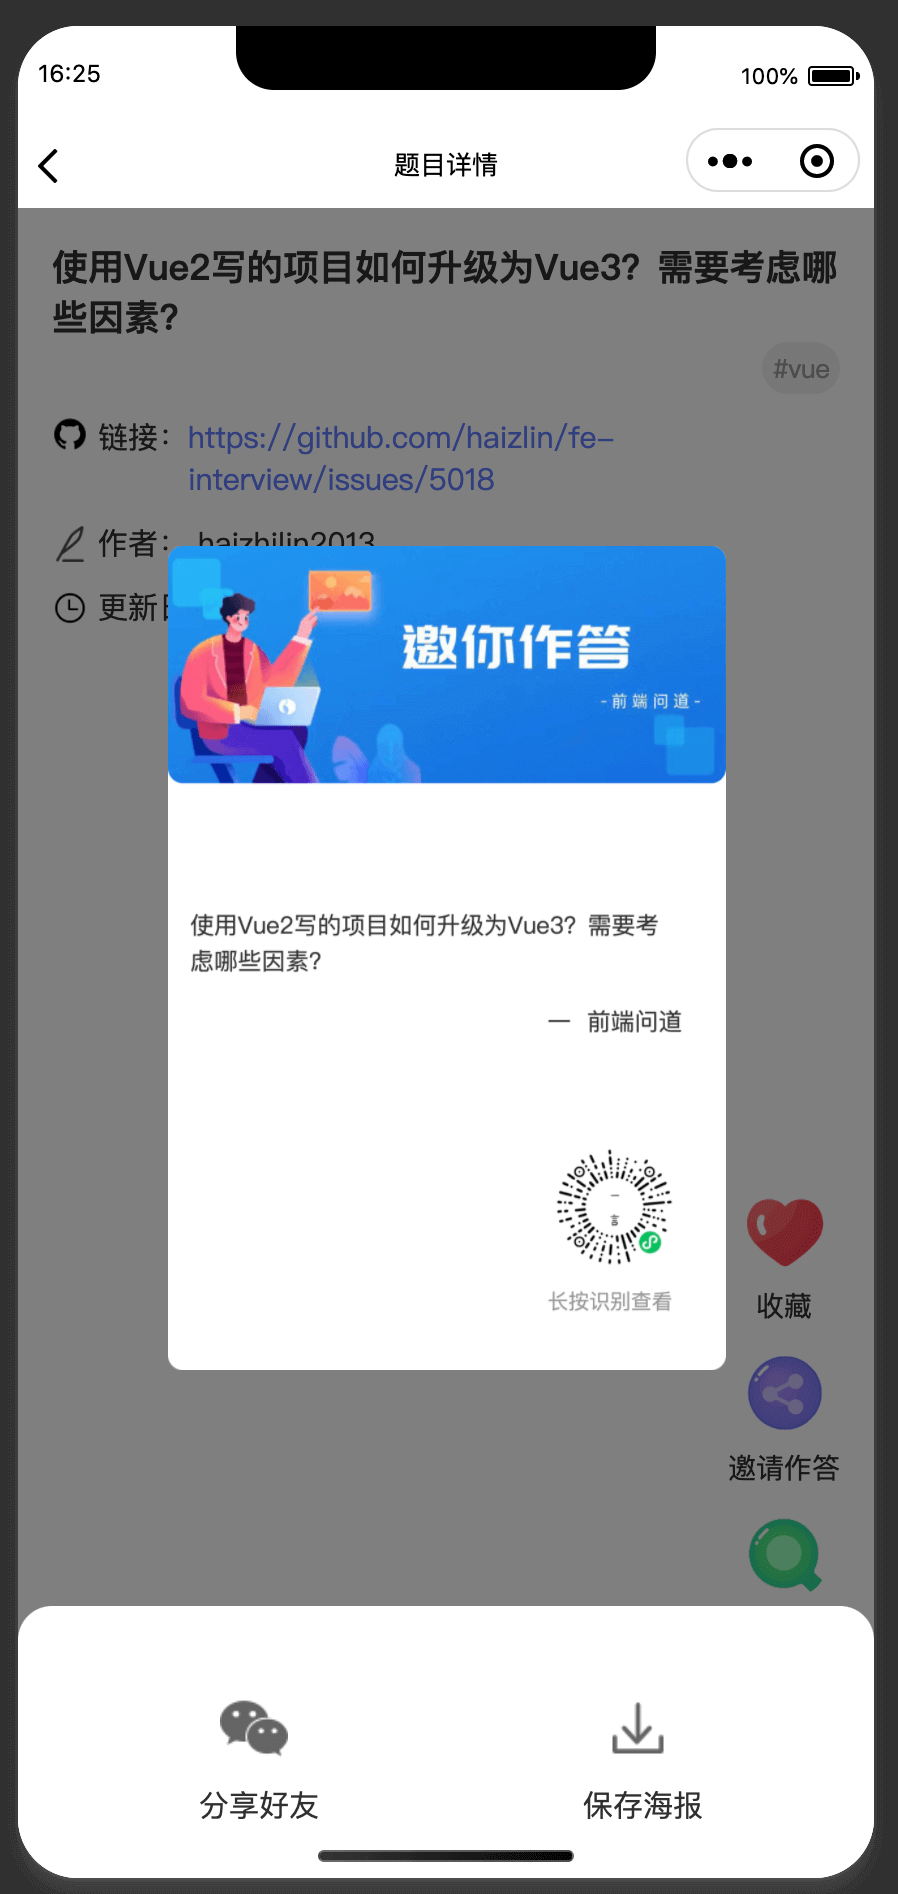 16:25
100%
题目详情
使用Vue2写的项目如何升级为Vue3？需要考虑哪
些因素？
#vue
链接：
https://github.com/haizlin/fe-
interview/issues/5018
作者：
haizhilin2013
更新
邀你作答
-前端问道-
使用Vue2写的项目如何升级为Vue3？需要考
虑哪些因素？
一 前端问道
一
言
长按识别查看
收藏
邀请作答
分享好友
保存海报